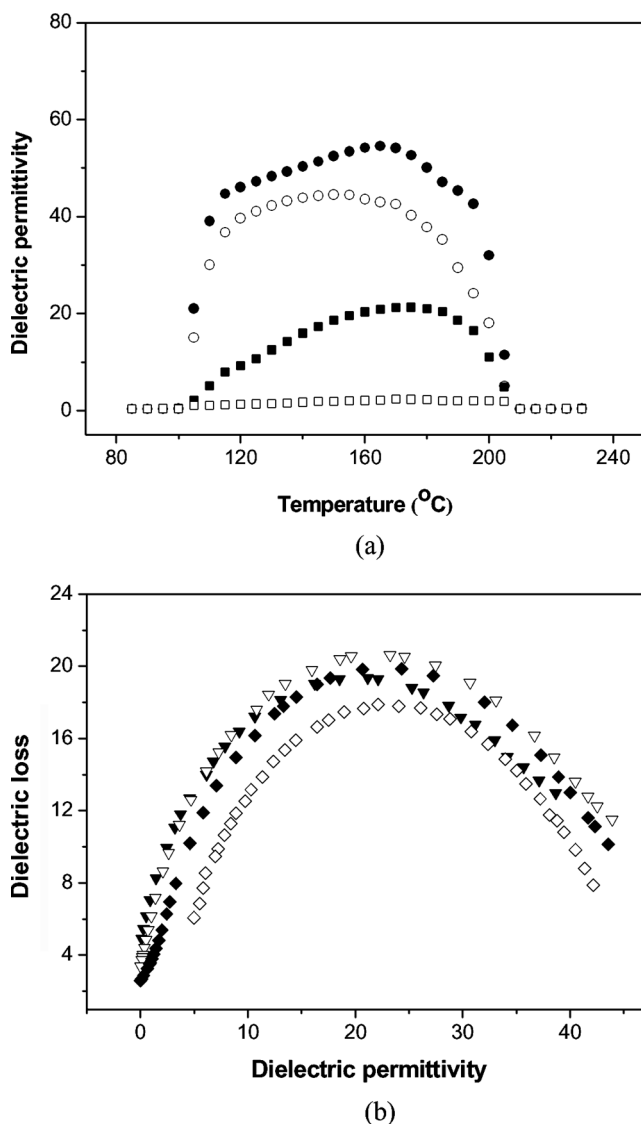 80
60
40
20
0
Dielectric permittivity
80 120 160 200 240
Temperature (°C)
(a)
24
20
16
12
8
4
Dielectric loss
0 10 20 30 40
Dielectric permittivity
(b)